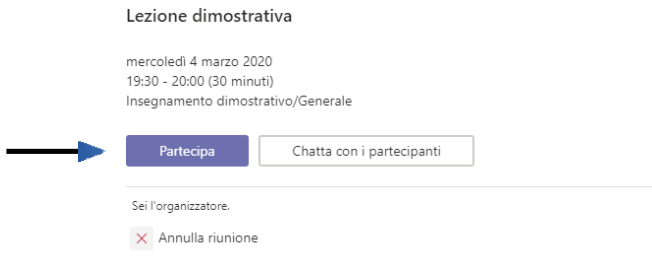 Lezione dimostrativa
mercoledì 4 marzo 2020
19:30 - 20:00 (30 minuti)
Insegnamento dimostrativo/Generale
Partecipa
Chatta con i partecipanti
Sei l'organizzatore.
Annulla riunione